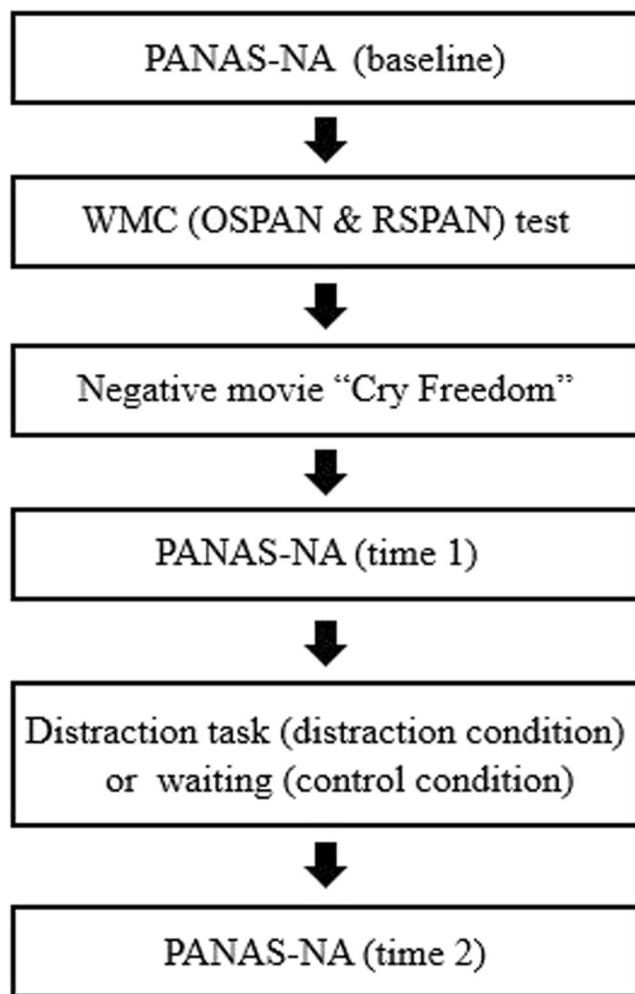 PANAS-NA (baseline)
WMC (OSPAN & RSPAN) test
Negative movie “Cry Freedom”
PANAS-NA (time 1)
Distraction task (distraction condition)
or waiting (control condition)
PANAS-NA (time 2)